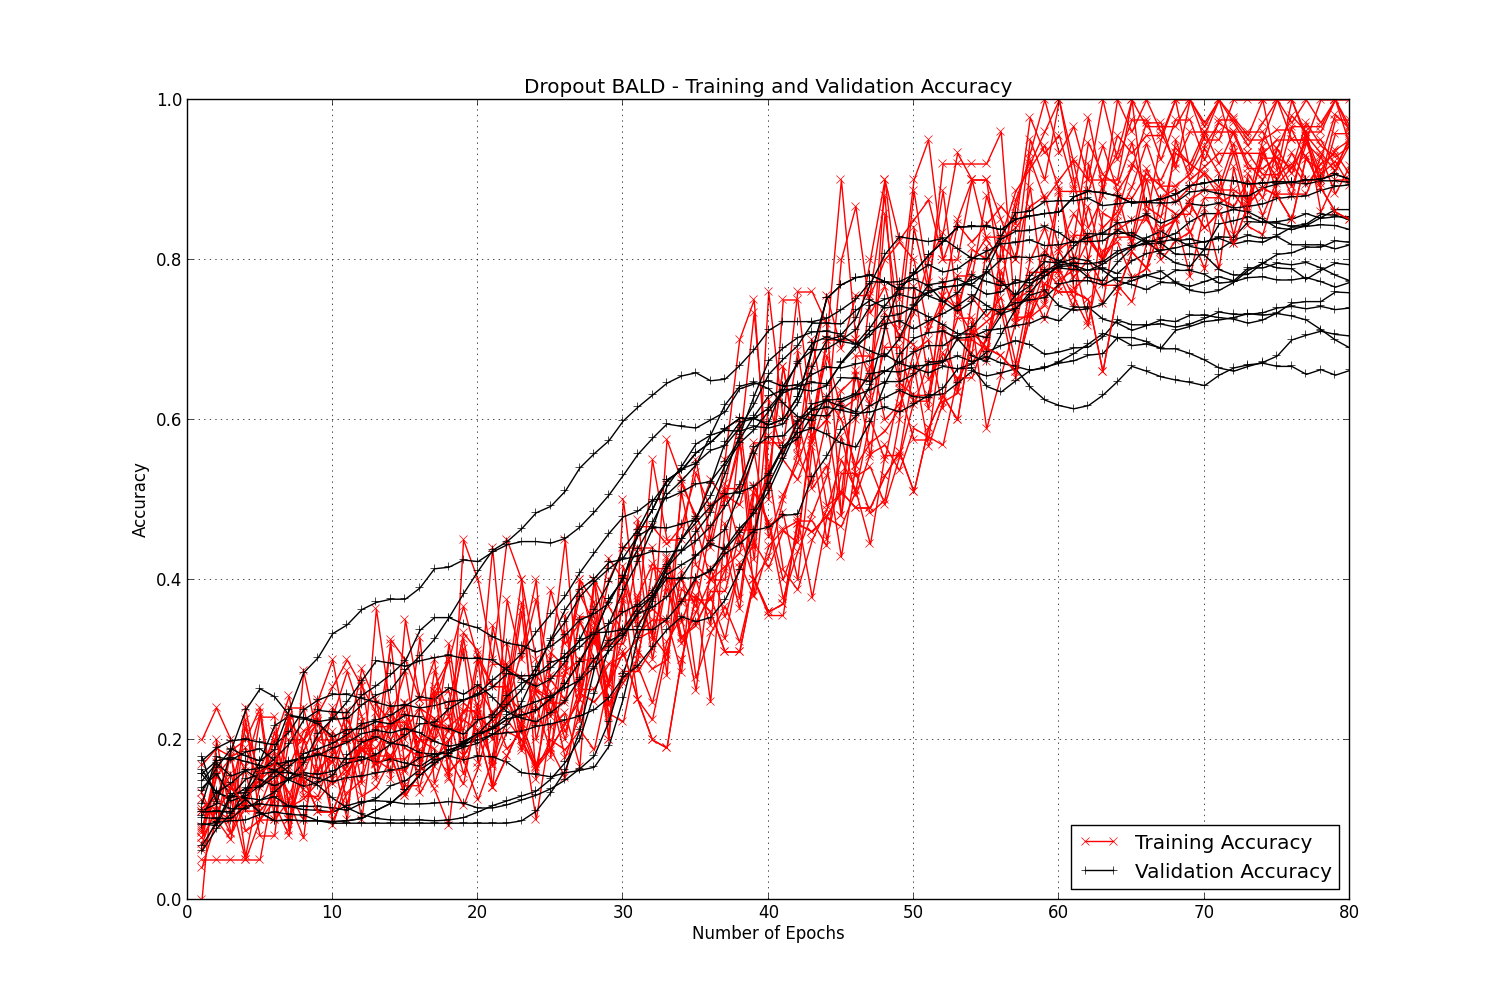 Dropout BALD - Training and Validation Accuracy
1.0
0.8
0.6
0.4
0.2
0.0
Accuracy
Training Accuracy
Validation Accuracy
0 10 20 30 40 50 60 70 80
Number of Epochs